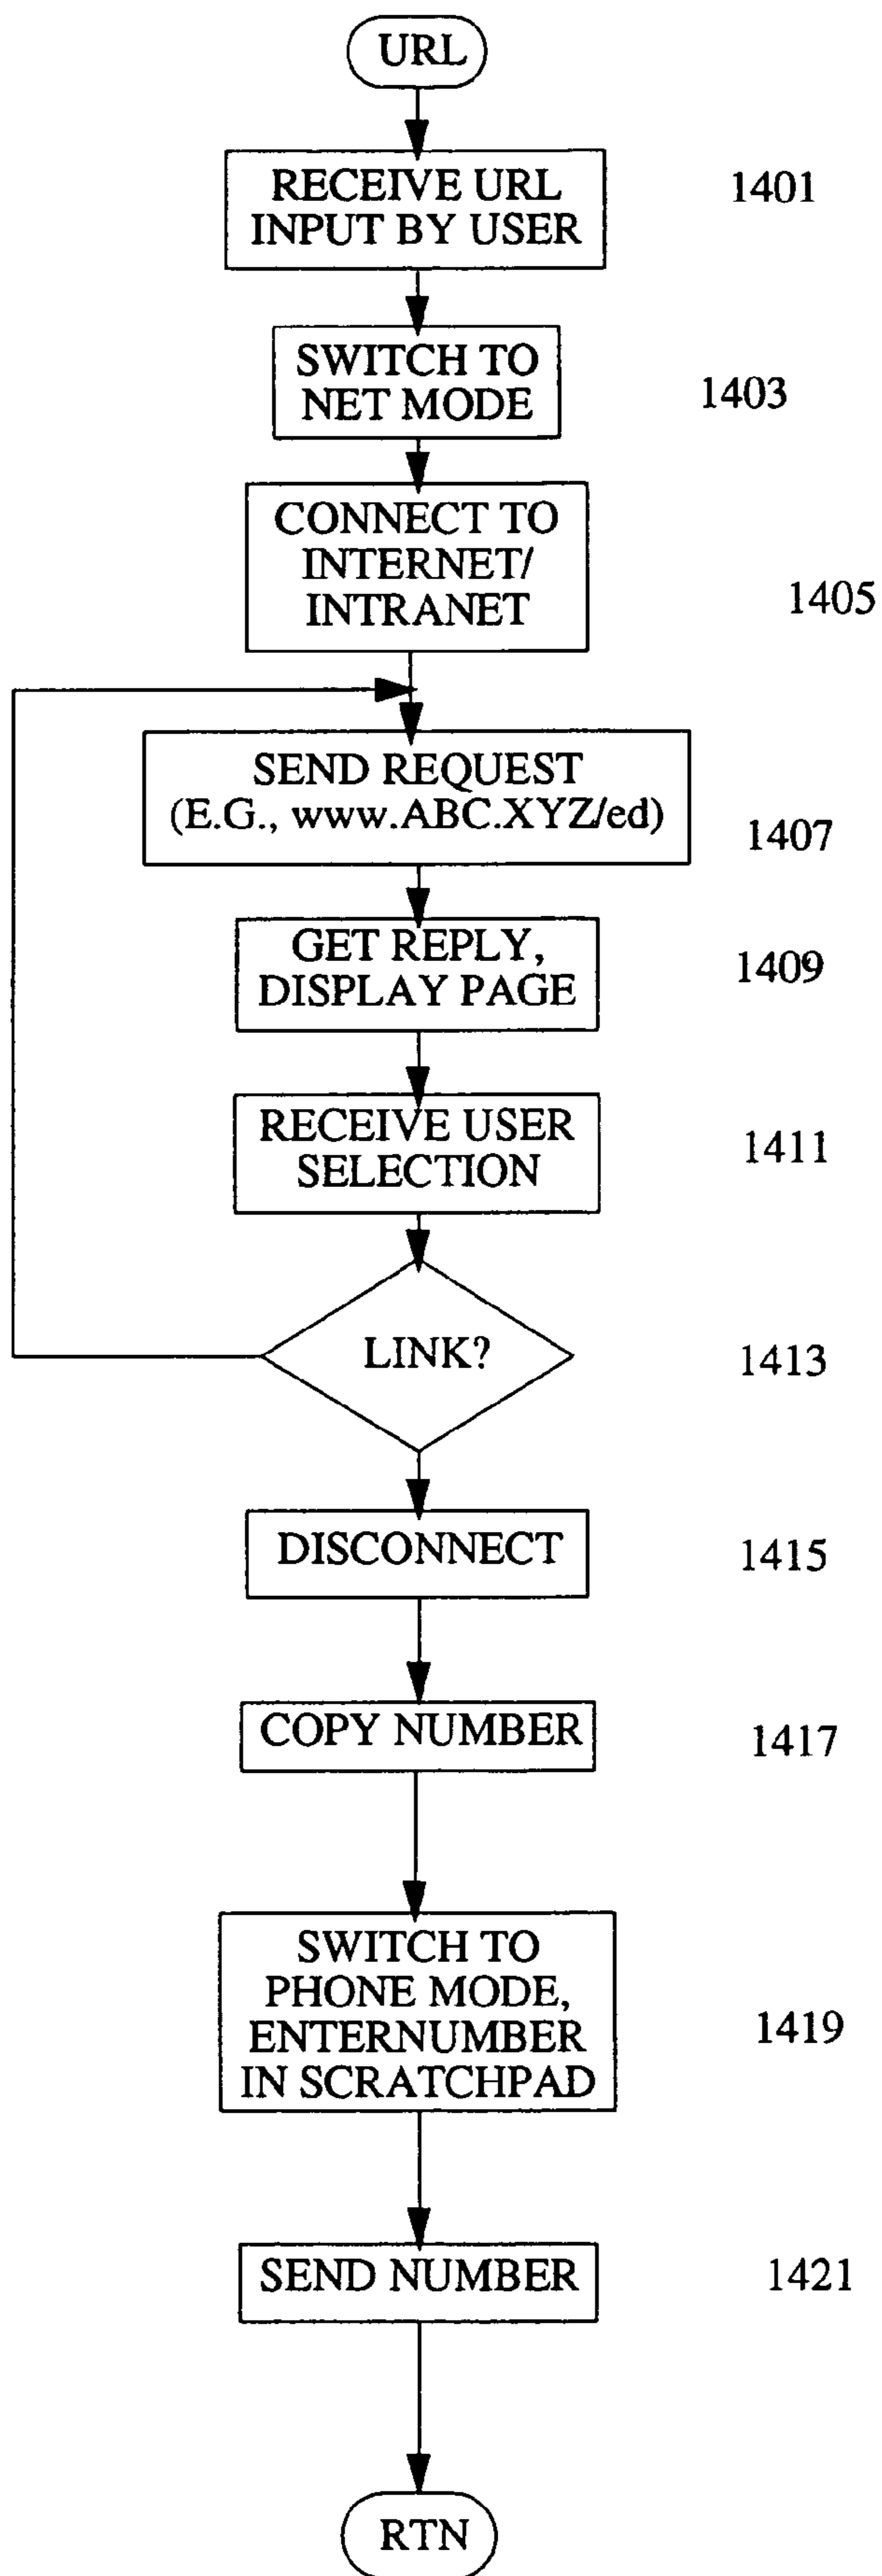 URL
RECEIVE URL
INPUT BY USER
1401
SWITCH TO
NET MODE
1403
CONNECT TO
INTERNET/
INTRANET
1405
SEND REQUEST
(E.G., www.ABC.XYZ/ed)
1407
GET REPLY,
DISPLAY PAGE
1409
RECEIVE USER
SELECTION
1411
LINK?
1413
DISCONNECT
1415
COPY NUMBER
1417
SWITCH TO
PHONE MODE,
ENTERNUMBER
IN SCRATCHPAD
1419
SEND NUMBER
1421
RTN